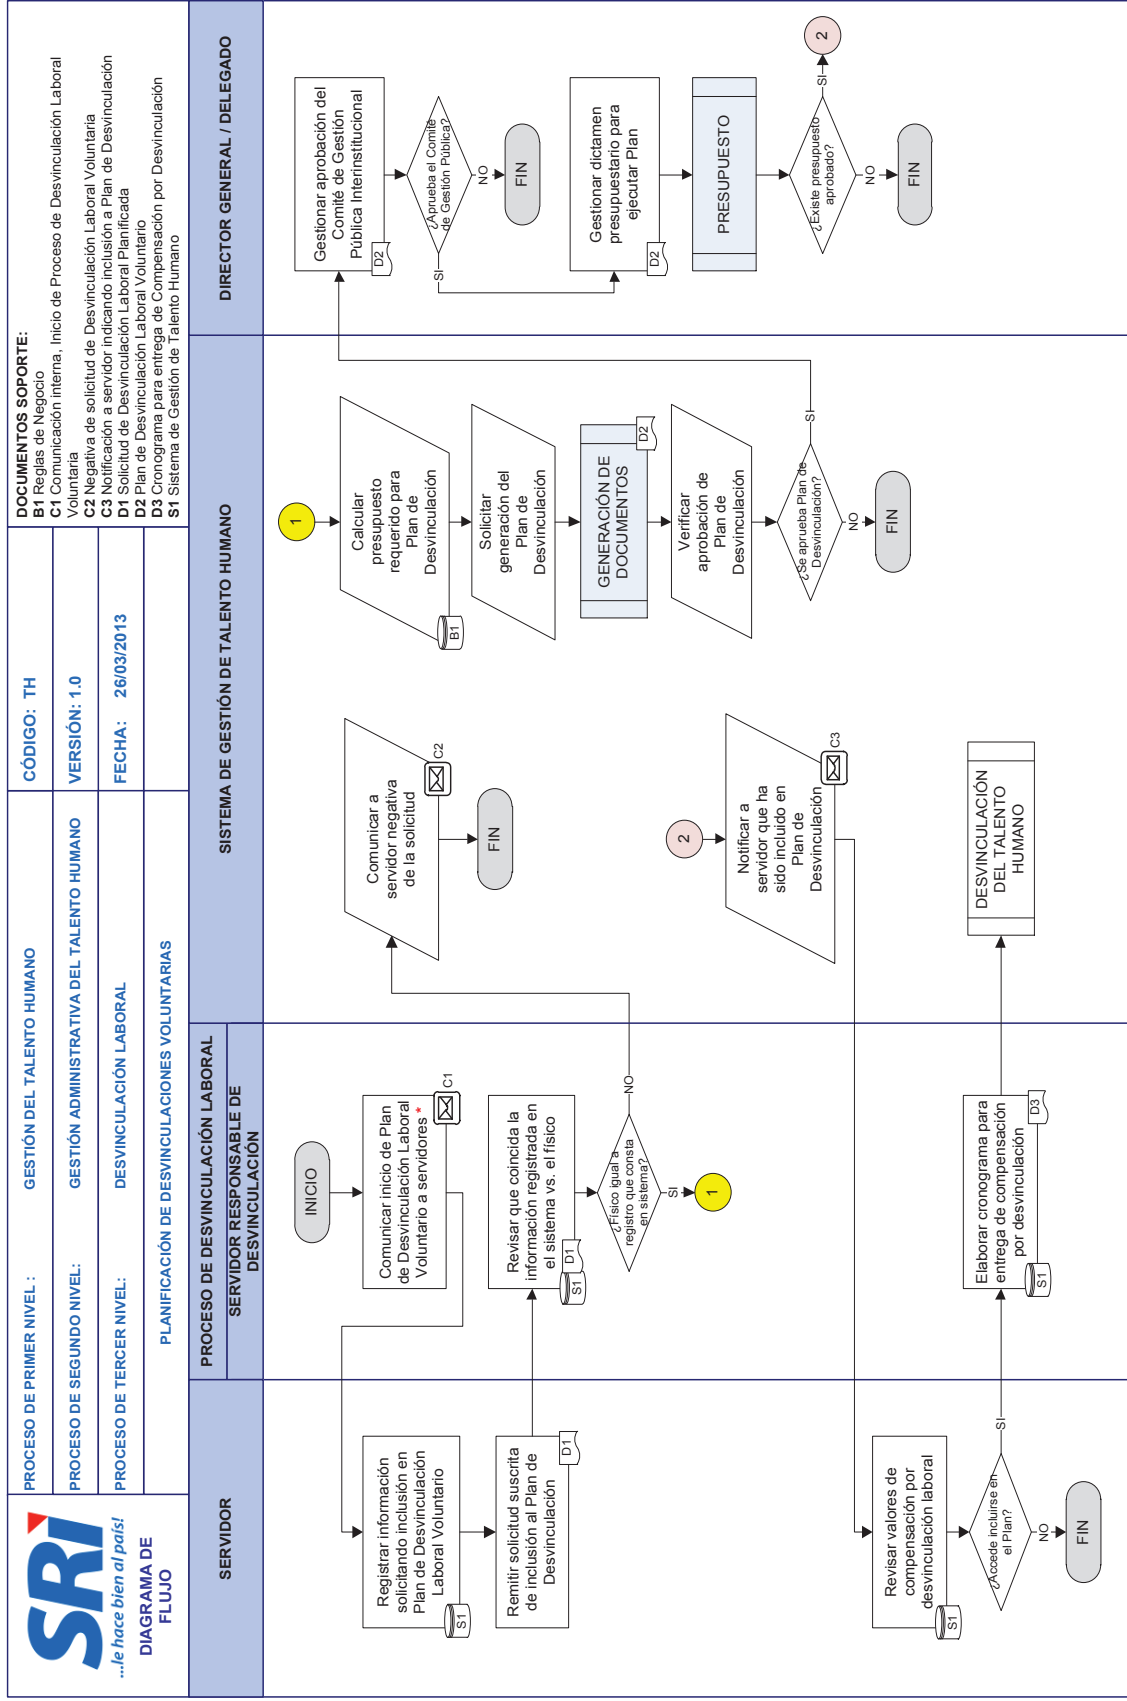 SRI
...le hace bien al país!
DIAGRAMA DE
FLUJO
PROCESO DE PRIMER NIVEL :
GESTIÓN DEL TALENTO HUMANO
CÓDIGO: TH
PROCESO DE SEGUNDO NIVEL:
GESTIÓN ADMINISTRATIVA DEL TALENTO HUMANO
VERSIÓN: 1.0
PROCESO DE TERCER NIVEL:
DESVINCULACIÓN LABORAL
FECHA: 26/03/2013
PLANIFICACIÓN DE DESVINCULACIONES VOLUNTARIAS
DOCUMENTOS SOPORTE:
B1 Reglas de Negocio
C1 Comunicación interna, Inicio de Proceso de Desvinculación Laboral
Voluntaria
C2 Negativa de solicitud de Desvinculación Laboral Voluntaria
C3 Notificación a servidor indicando inclusión a Plan de Desvinculación
D1 Solicitud de Desvinculación Laboral Planificada
D2 Plan de Desvinculación Laboral Voluntario
D3 Cronograma para entrega de Compensación por Desvinculación
S1 Sistema de Gestión de Talento Humano
SERVIDOR
PROCESO DE DESVINCULACIÓN LABORAL
SERVIDOR RESPONSABLE DE
DESVINCULACIÓN
SISTEMA DE GESTIÓN DE TALENTO HUMANO
DIRECTOR GENERAL / DELEGADO
Registrar información
solicitando inclusión en
Plan de Desvinculación
Laboral Voluntario
S1
Remitir solicitud suscrita
de inclusión al Plan de
Desvinculación
D1
Revisar valores de
compensación por
desvinculación laboral
S1
¿Accede incluirse en
el Plan?
SI
NO
FIN
INICIO
Comunicar inicio de Plan
de Desvinculación Laboral
Voluntario a servidores *
C1
Revisar que coincida la
información registrada en
el sistema vs. el físico
S1
D1
¿Físico igual a
registro que consta
en sistema?
NO
SI
1
Elaborar cronograma para
entrega de compensación
por desvinculación
S1
D3
Comunicar a
servidor negativa
de la solicitud
C2
FIN
2
Notificar a
servidor que ha
sido incluido en
Plan de
Desvinculación
C3
DESVINCULACIÓN
DEL TALENTO
HUMANO
1
Calcular
presupuesto
requerido para
Plan de
Desvinculación
B1
Solicitar
generación del
Plan de
Desvinculación
GENERACIÓN DE
DOCUMENTOS
D2
Verificar
aprobación de
Plan de
Desvinculación
¿Se aprueba Plan de
Desvinculación?
SI
NO
FIN
Gestionar aprobación del
Comité de Gestión
Pública Interinstitucional
D2
¿Aprueba el Comité
de Gestión Pública?
NO
FIN
SI
Gestionar dictamen
presupuestario para
ejecutar Plan
D2
PRESUPUESTO
¿Existe presupuesto
aprobado?
SI
2
NO
FIN